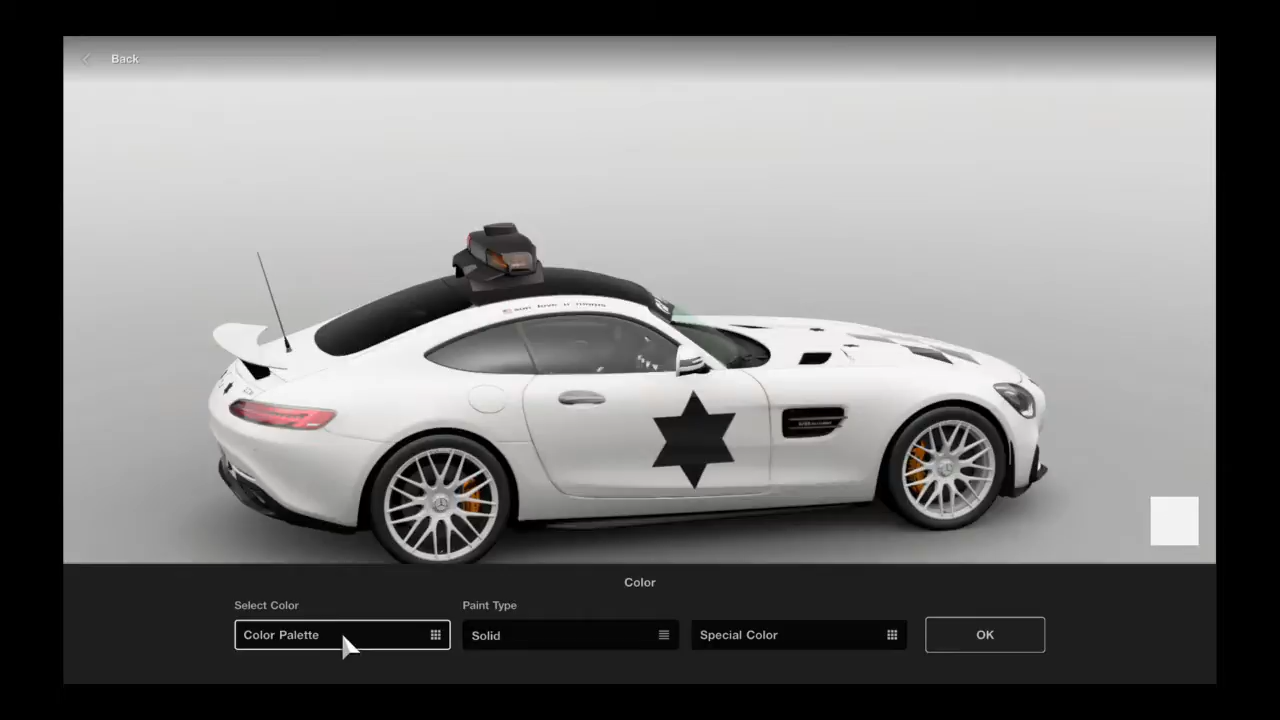 Back
Color
Select Color
Paint Type
Color Palette
Solid
Special Color
OK